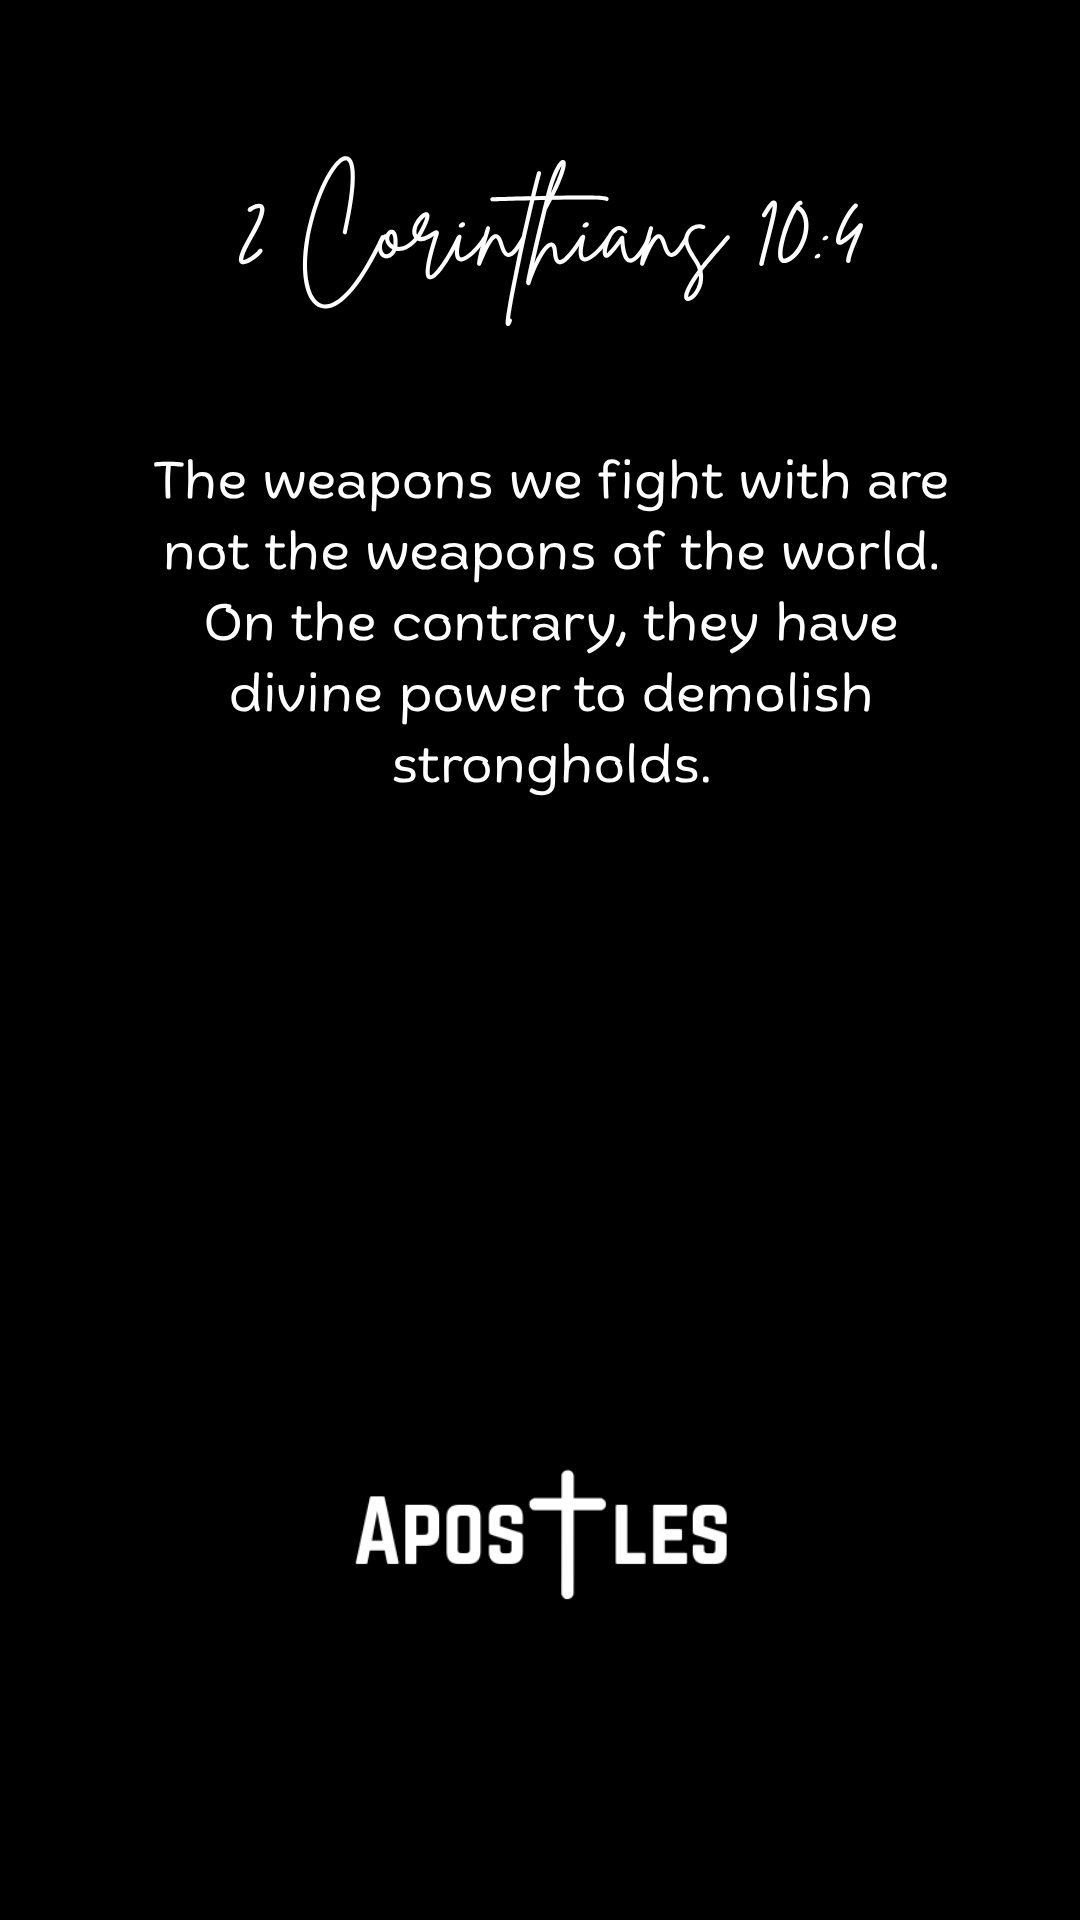 2 Corinthians 10:4
The weapons we fight with are
not the weapons of the world.
On the contrary, they have
divine power to demolish
strongholds.
APOSTLES